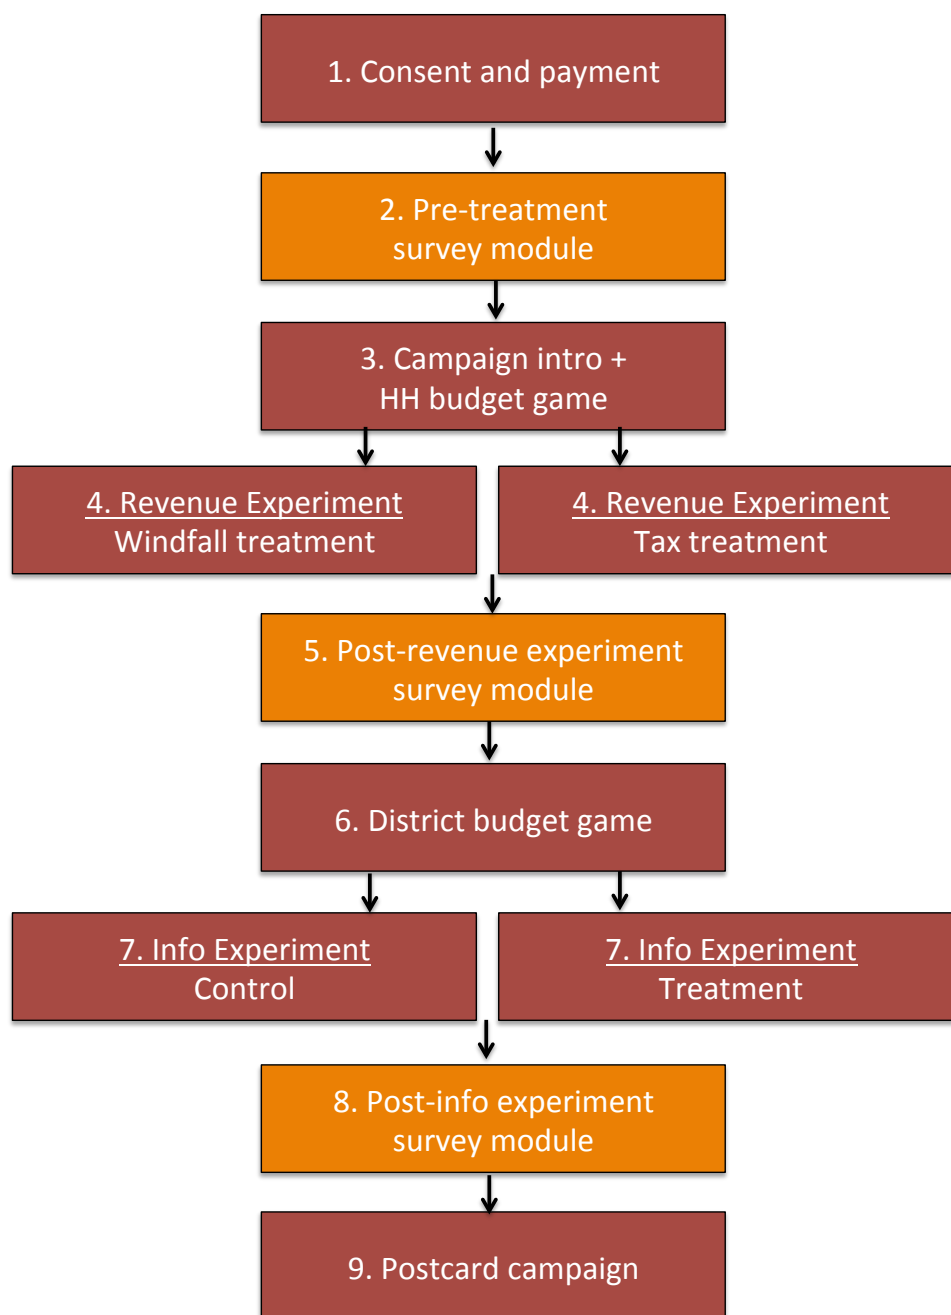 1. Consent and payment
2. Pre-treatment
survey module
3. Campaign intro +
HH budget game
4. Revenue Experiment
Windfall treatment
4. Revenue Experiment
Tax treatment
5. Post-revenue experiment
survey module
6. District budget game
7. Info Experiment
Control
7. Info Experiment
Treatment
8. Post-info experiment
survey module
9. Postcard campaign